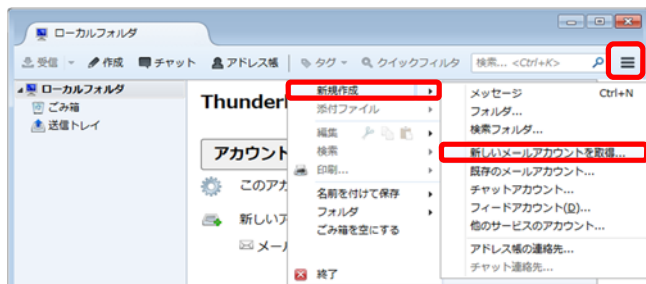 ローカルフォルダ
受信 作成 チャット アドレス帳 タグ クイックフィルタ 検索... <Ctrl+K>
ローカルフォルダ
ごみ箱
送信トレイ
Thunder
アカウント
このアカ
新しいア
メー
新規作成
添付ファイル
編集
検索
印刷...
名前を付けて保存
フォルダ
ごみ箱を空にする
終了
メッセージ Ctrl+N
フォルダ...
検索フォルダ...
新しいメールアカウントを取得...
既存のメールアカウント...
チャットアカウント...
フィードアカウント(D)...
他のサービスのアカウント...
アドレス帳の連絡先...
チャット連絡先...